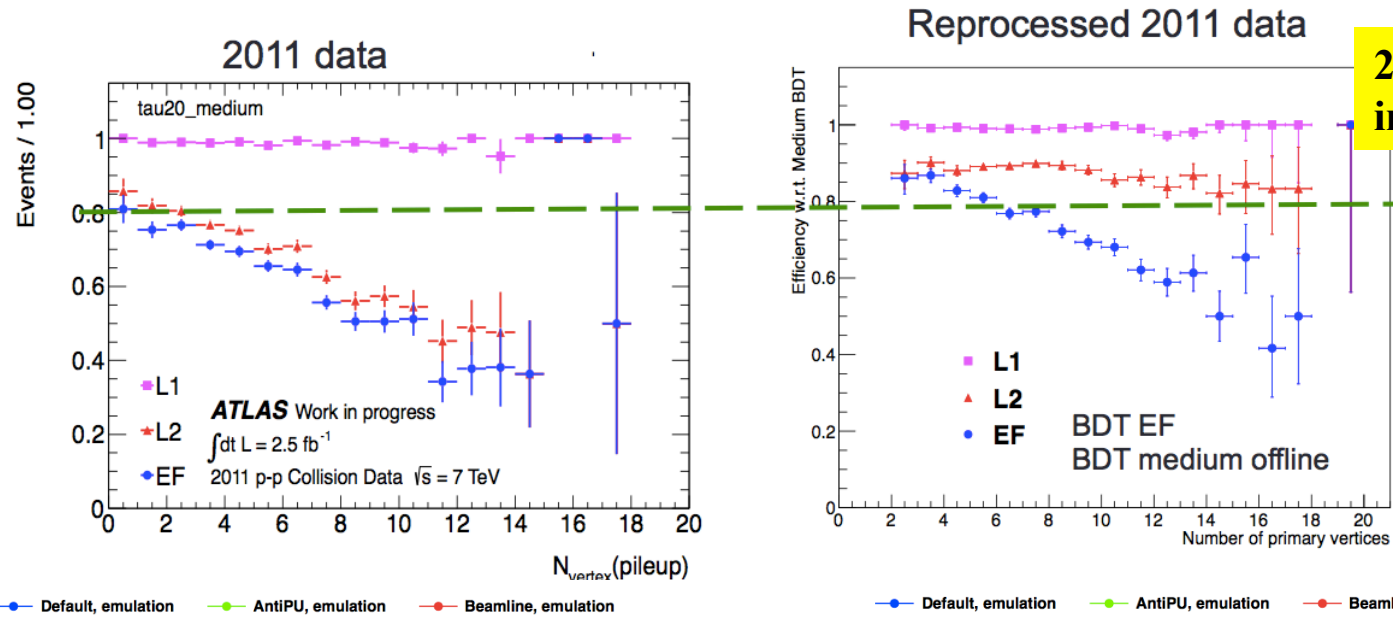 2011 data
Events / 1.00
tau20_medium
1
0.8
0.6
0.4
0.2
0
L1
L2
EF
ATLAS Work in progress
∫dt L = 2.5 fb⁻¹
2011 p-p Collision Data √s = 7 TeV
0 2 4 6 8 10 12 14 16 18 20
N_vertex(pileup)
Default, emulation AntiPU, emulation Beamline, emulation
Reprocessed 2011 data
2
Efficiency w.r.t. Medium BDT
1
0.8
0.6
0.4
0.2
0
L1
L2
EF
BDT EF
BDT medium offline
0 2 4 6 8 10 12 14 16 18 20
Number of primary vertices
Default, emulation AntiPU, emulation Beaml